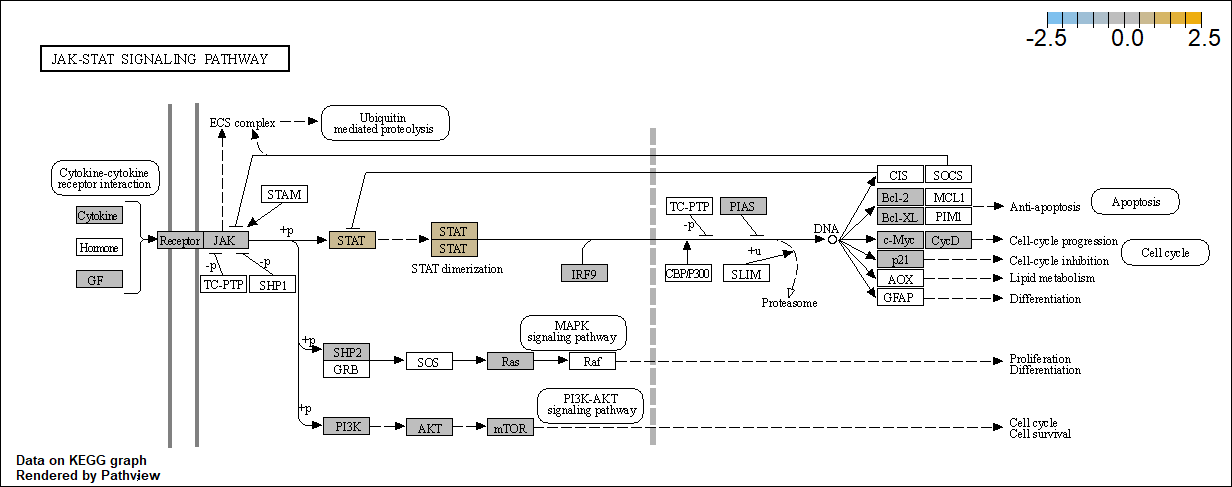 -2.5 0.0 2.5
JAK-STAT SIGNALING PATHWAY
ECS complex
Ubiquitin
mediated proteolysis
Cytokine-cytokine
receptor interaction
STAM
CIS
SOCS
Bcl-2
MCL1
Bcl-XL
PIM1
Anti-apoptosis
Apoptosis
TC-PTP
PIAS
-p
Cytokine
Hormone
GF
Receptor
JAK
+p
STAT
STAT
STAT
STAT dimerization
IRF9
DNA
c-Myc
CycD
Cell-cycle progression
Cell cycle
p21
Cell-cycle inhibition
-p
-p
TC-PTP
SHP1
CBP/P300
+u
SLIM
Proteasome
AOX
Lipid metabolism
GFAP
Differentiation
MAPK
signaling pathway
+p
SHP2
GRB
SOS
Ras
Raf
Proliferation
Differentiation
PI3K-AKT
signaling pathway
+p
PI3K
AKT
mTOR
Cell cycle
Cell survival
Data on KEGG graph
Rendered by Pathview